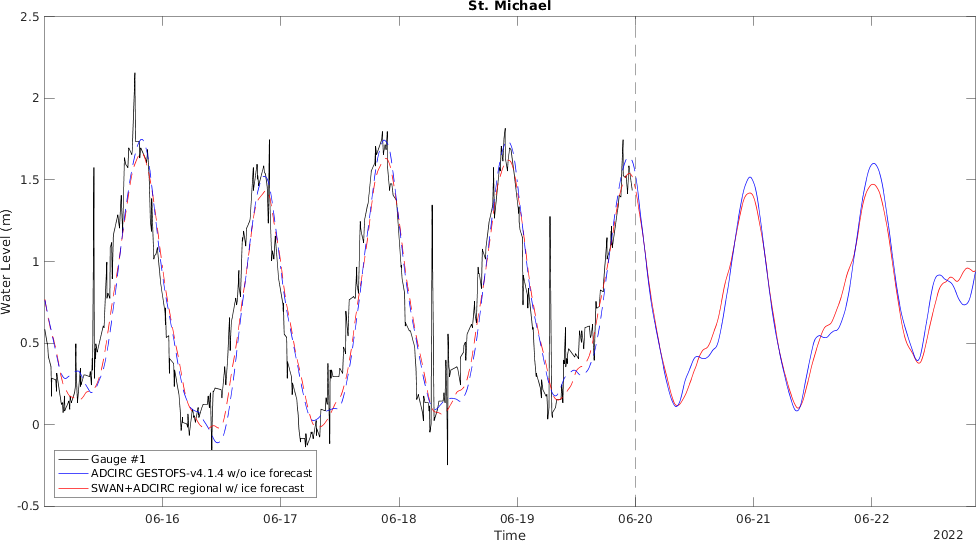 St. Michael
2.5
2
1.5
1
0.5
0
-0.5
Water Level (m)
Gauge #1
ADCIRC GESTOFS-v4.1.4 w/o ice forecast
SWAN+ADCIRC regional w/ ice forecast
06-16 06-17 06-18 06-19 06-20 06-21 06-22
Time
2022